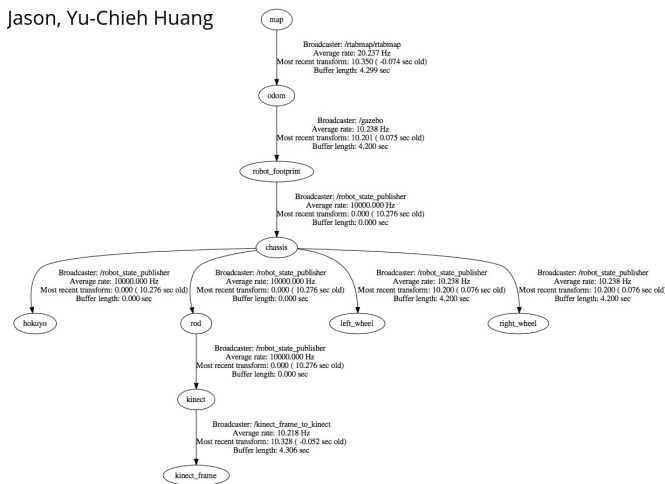 Jason, Yu-Chieh Huang
map
Broadcaster: /rtabmap/rtabmap
Average rate: 20.237 Hz
Most recent transform: 10.350 ( -0.074 sec old)
Buffer length: 4.299 sec
odom
Broadcaster: /gazebo
Average rate: 10.238 Hz
Most recent transform: 10.201 ( 0.075 sec old)
Buffer length: 4.200 sec
robot_footprint
Broadcaster: /robot_state_publisher
Average rate: 10000.000 Hz
Most recent transform: 0.000 ( 10.276 sec old)
Buffer length: 0.000 sec
chassis
Broadcaster: /robot_state_publisher
Average rate: 10000.000 Hz
Most recent transform: 0.000 ( 10.276 sec old)
Buffer length: 0.000 sec
Broadcaster: /robot_state_publisher
Average rate: 10000.000 Hz
Most recent transform: 0.000 ( 10.276 sec old)
Buffer length: 0.000 sec
Broadcaster: /robot_state_publisher
Average rate: 10.238 Hz
Most recent transform: 10.200 ( 0.076 sec old)
Buffer length: 4.200 sec
Broadcaster: /robot_state_publisher
Average rate: 10.238 Hz
Most recent transform: 10.200 ( 0.076 sec old)
Buffer length: 4.200 sec
hokuyo
rod
left_wheel
right_wheel
Broadcaster: /robot_state_publisher
Average rate: 10000.000 Hz
Most recent transform: 0.000 ( 10.276 sec old)
Buffer length: 0.000 sec
kinect
Broadcaster: /kinect_frame_to_kinect
Average rate: 10.218 Hz
Most recent transform: 10.328 ( -0.052 sec old)
Buffer length: 4.306 sec
kinect_frame